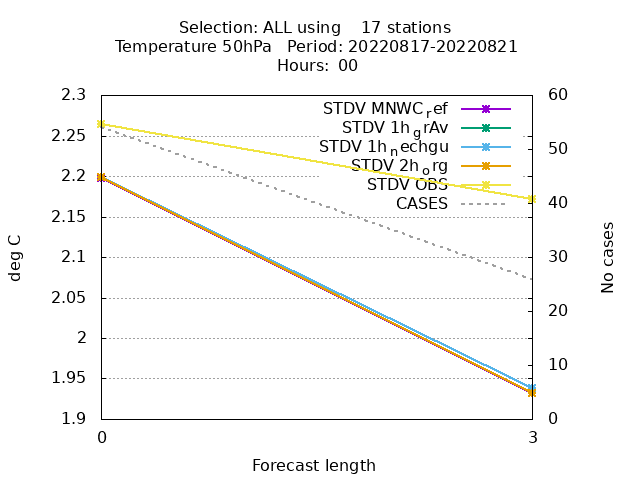 Selection: ALL using    17 stations
Temperature 50hPa   Period: 20220817-20220821
Hours:  00
2.3
2.25
2.2
2.15
2.1
2.05
2
1.95
1.9
deg C
60
50
40
30
20
10
0
No cases
STDV MNWC_ref
STDV 1h_grAv
STDV 1h_nechgu
STDV 2h_org
STDV OBS
CASES
0
3
Forecast length